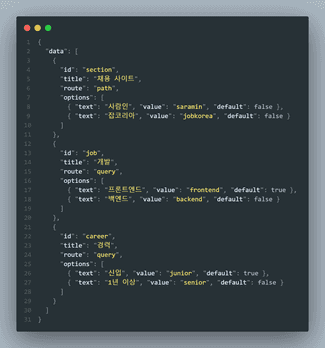 1 {
2 "data": [
3 {
4 "id": "section",
5 "title": "채용 사이트",
6 "route": "path",
7 "options": [
8 { "text": "사람인", "value": "saramin", "default": false },
9 { "text": "잡코리아", "value": "jobkorea", "default": false }
10 ]
11 },
12 {
13 "id": "job",
14 "title": "개발",
15 "route": "query",
16 "options": [
17 { "text": "프론트엔드", "value": "frontend", "default": true },
18 { "text": "백엔드", "value": "backend", "default": false }
19 ]
20 },
21 {
22 "id": "career",
23 "title": "경력",
24 "route": "query",
25 "options": [
26 { "text": "신입", "value": "junior", "default": true },
27 { "text": "1년 이상", "value": "senior", "default": false }
28 ]
29 }
30 ]
31 }